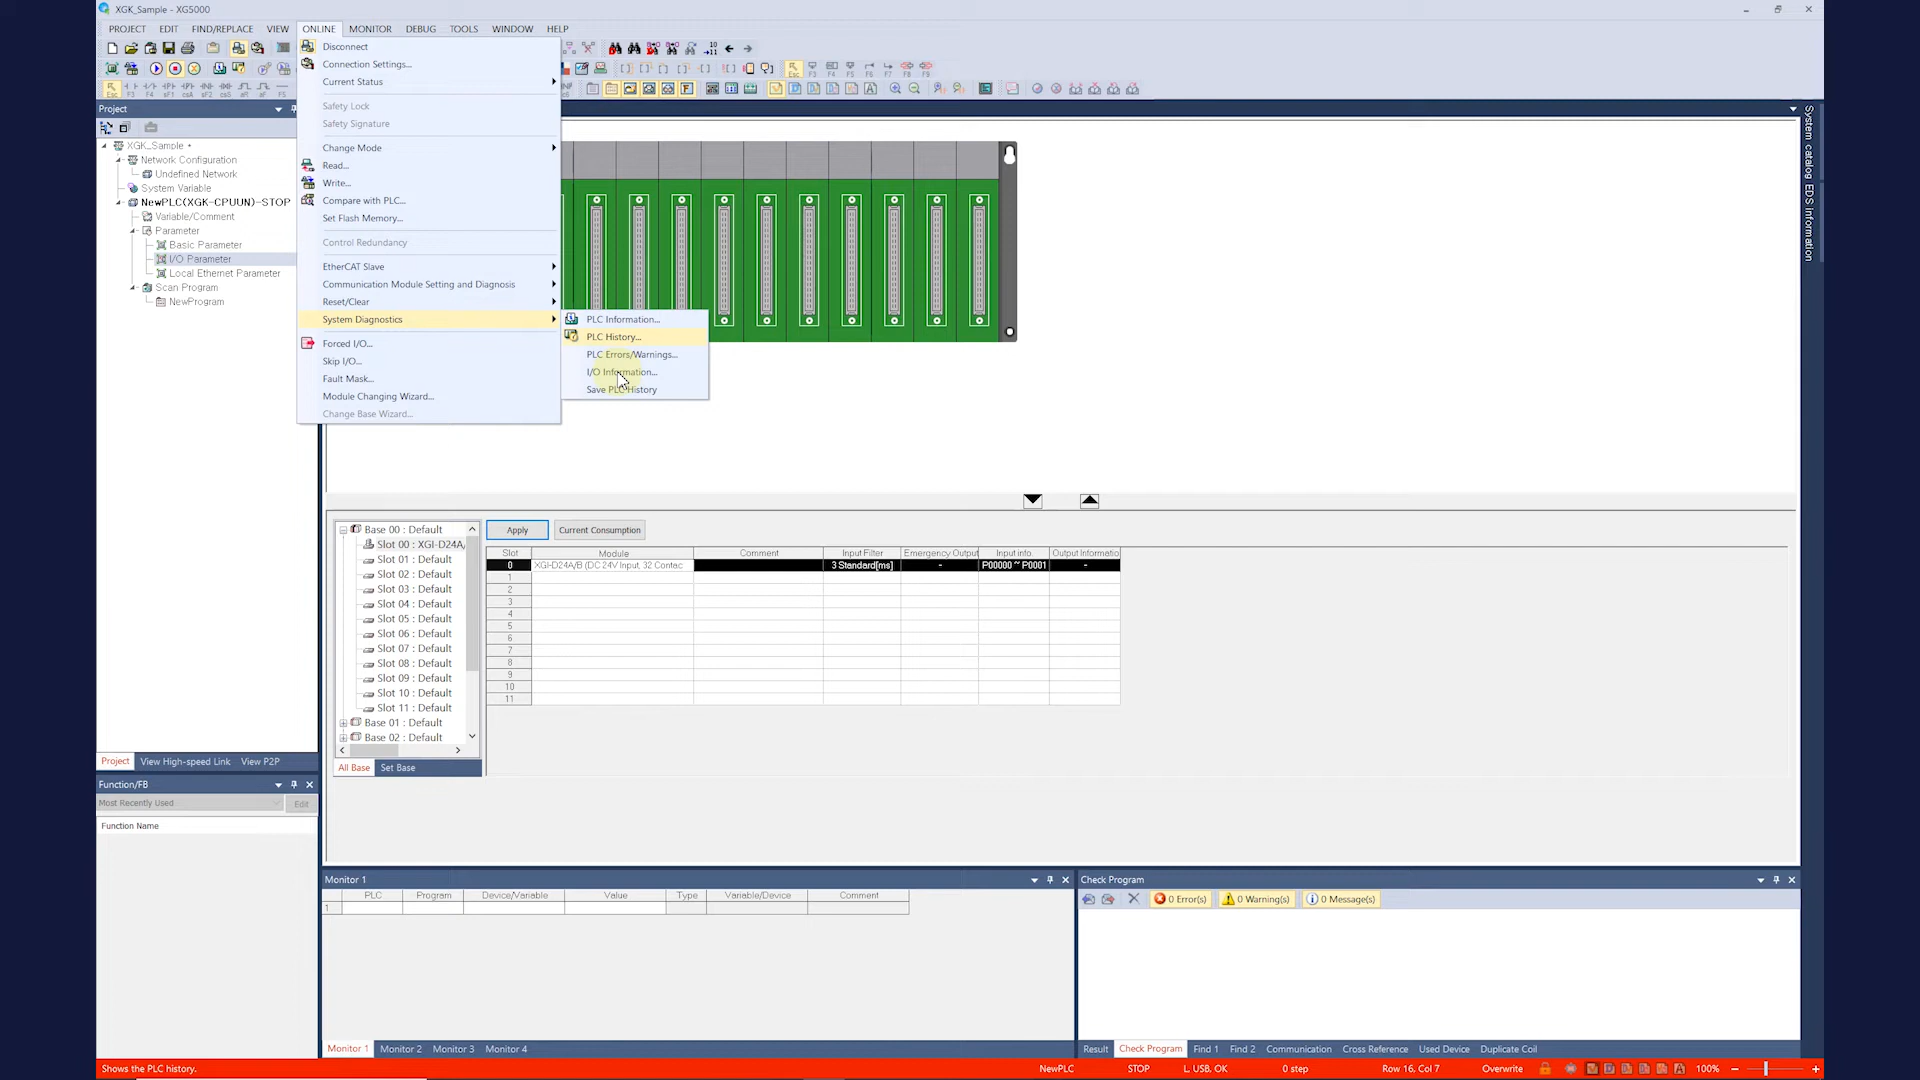 XGK_Sample - XG5000
PROJECT EDIT FIND/REPLACE VIEW ONLINE MONITOR DEBUG TOOLS WINDOW HELP
Disconnect
Connection Settings...
Current Status
Safety Lock
Safety Signature
Change Mode
Read...
Write...
Compare with PLC...
Set Flash Memory...
Control Redundancy
EtherCAT Slave
Communication Module Setting and Diagnosis
Reset/Clear
System Diagnostics
Forced I/O...
Skip I/O...
Fault Mask...
Module Changing Wizard...
Change Base Wizard...
PLC Information...
PLC History...
PLC Errors/Warnings...
I/O Information...
Save PLC History
Project
XGK_Sample *
Network Configuration
Undefined Network
System Variable
NewPLC(XGK-CPUUN)-STOP
Variable/Comment
Parameter
Basic Parameter
I/O Parameter
Local Ethernet Parameter
Scan Program
NewProgram
System catalog EDS information
Project View High-speed Link View P2P
Function/FB
Most Recently Used Edit
Function Name
Base 00 : Default
Slot 00 : XGI-D24A/
Slot 01 : Default
Slot 02 : Default
Slot 03 : Default
Slot 04 : Default
Slot 05 : Default
Slot 06 : Default
Slot 07 : Default
Slot 08 : Default
Slot 09 : Default
Slot 10 : Default
Slot 11 : Default
Base 01 : Default
Base 02 : Default
All Base Set Base
Apply Current Consumption
Slot Module Comment Input Filter Emergency Output Input info. Output Informatio
0 XGI-D24A/B (DC 24V Input, 32 Contac 3 Standard[ms] - P00000 ~ P0001 -
1
2
3
4
5
6
7
8
9
10
11
Monitor 1
PLC Program Device/Variable Value Type Variable/Device Comment
1
Monitor 1 Monitor 2 Monitor 3 Monitor 4
Check Program
0 Error(s) 0 Warning(s) 0 Message(s)
Result Check Program Find 1 Find 2 Communication Cross Reference Used Device Duplicate Coil
Shows the PLC history. NewPLC STOP L, USB, OK 0 step Row 16, Col 7 Overwrite 100%